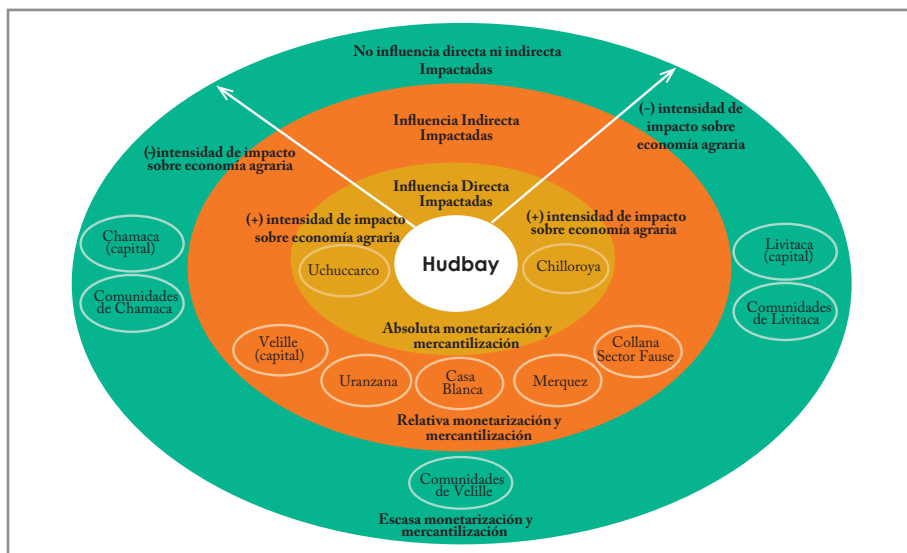 No influencia directa ni indirecta
Impactadas
(-) intensidad de
impacto sobre
economía agraria
Influencia Indirecta
Impactadas
(-)intensidad de impacto
sobre economía agraria
Influencia Directa
Impactadas
(+) intensidad de impacto
sobre economía agraria
(+) intensidad de impacto
sobre economía agraria
Chamaca
(capital)
Uchuccarco
Hudbay
Chilloroya
Livitaca
(capital)
Comunidades
de Chamaca
Comunidades
de Livitaca
Absoluta monetarización y
mercantilización
Velille
(capital)
Collana
Sector Fause
Uranzana
Casa
Blanca
Merquez
Relativa monetarización y
mercantilización
Comunidades
de Velille
Escasa monetarización y
mercantilización